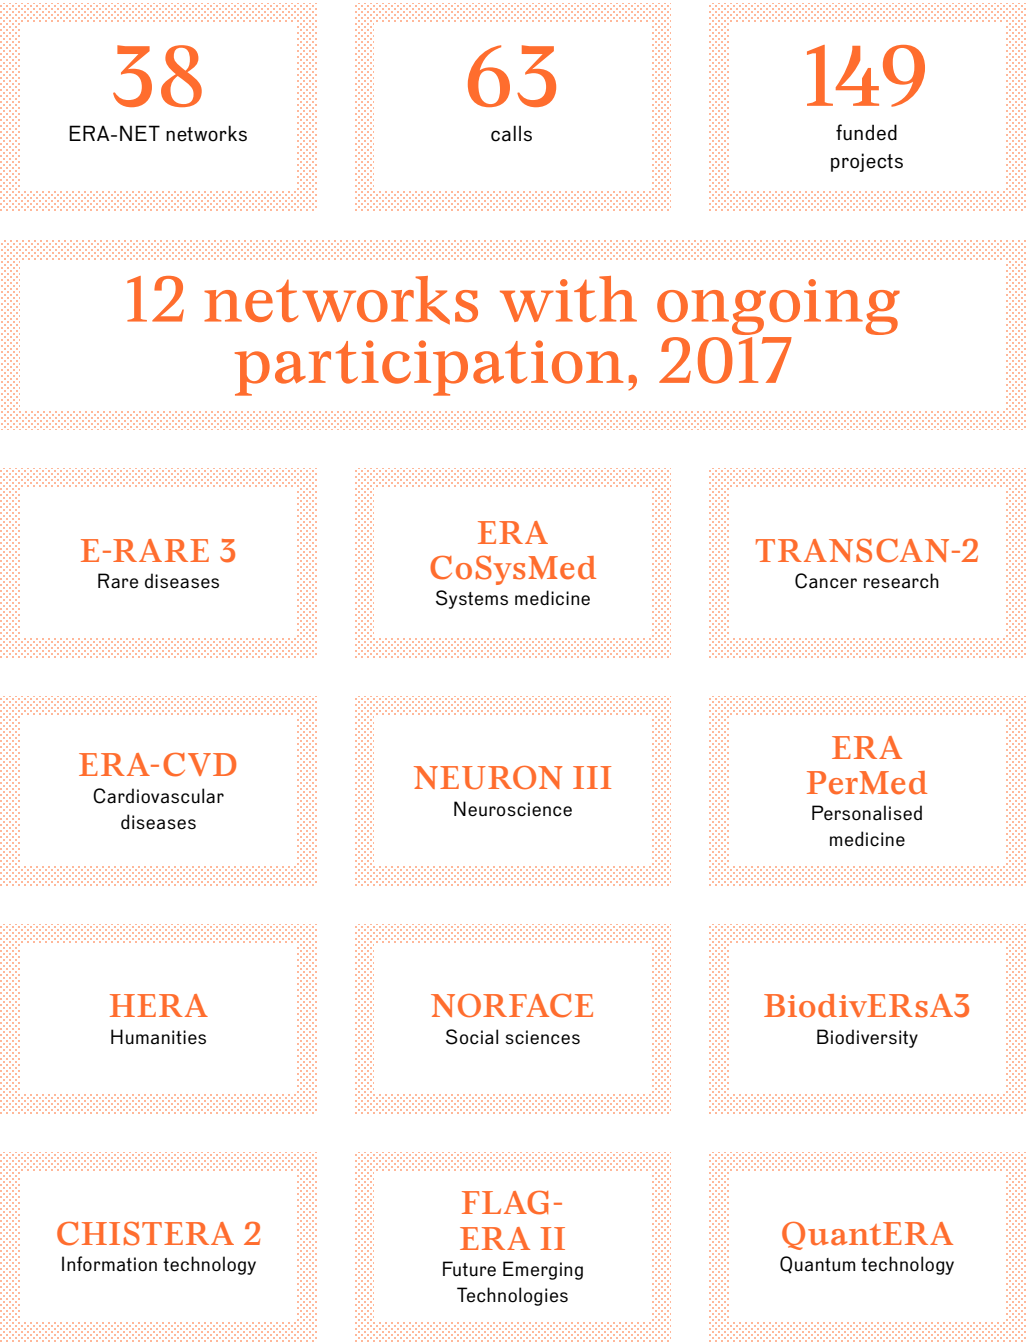 38
ERA-NET networks
63
calls
149
funded
projects
12 networks with ongoing
participation, 2017
E-RARE 3
Rare diseases
ERA
CoSysMed
Systems medicine
TRANSCAN-2
Cancer research
ERA-CVD
Cardiovascular
diseases
NEURON III
Neuroscience
ERA
PerMed
Personalised
medicine
HERA
Humanities
NORFACE
Social sciences
BiodivERsA3
Biodiversity
CHISTERA 2
Information technology
FLAG-
ERA II
Future Emerging
Technologies
QuantERA
Quantum technology